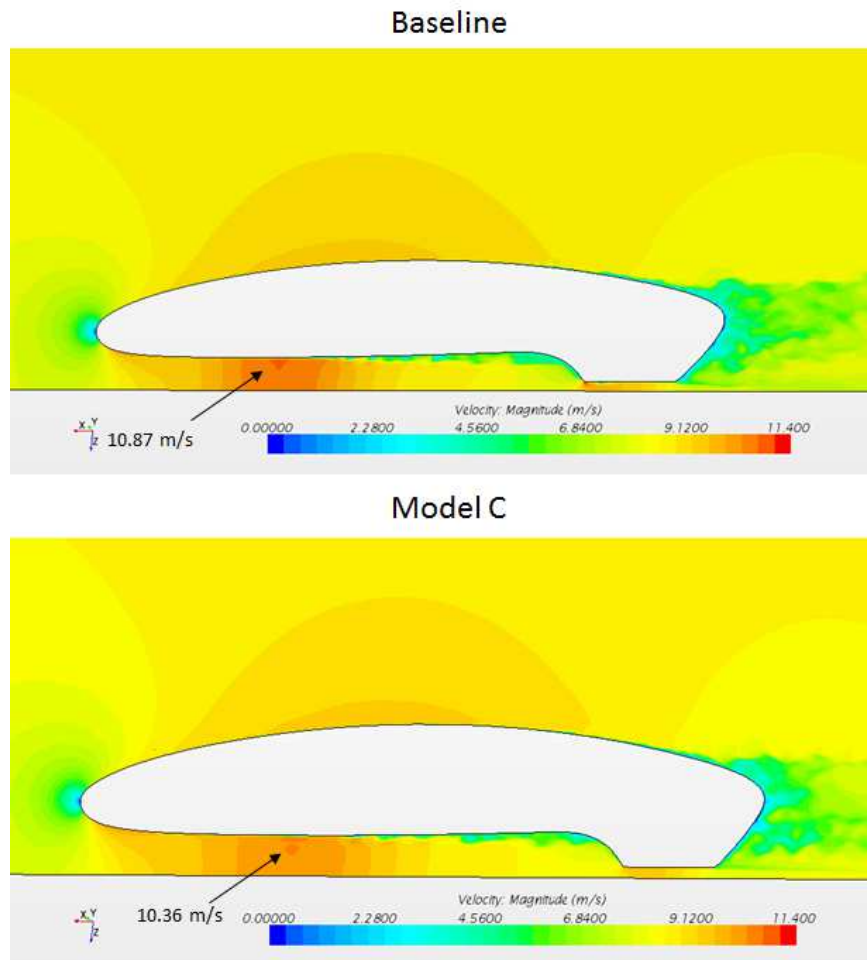 Baseline
10.87 m/s
X Y
Z
Velocity: Magnitude (m/s)
0.00000 2.2800 4.5600 6.8400 9.1200 11.400
Model C
10.36 m/s
X Y
Z
Velocity: Magnitude (m/s)
0.00000 2.2800 4.5600 6.8400 9.1200 11.400